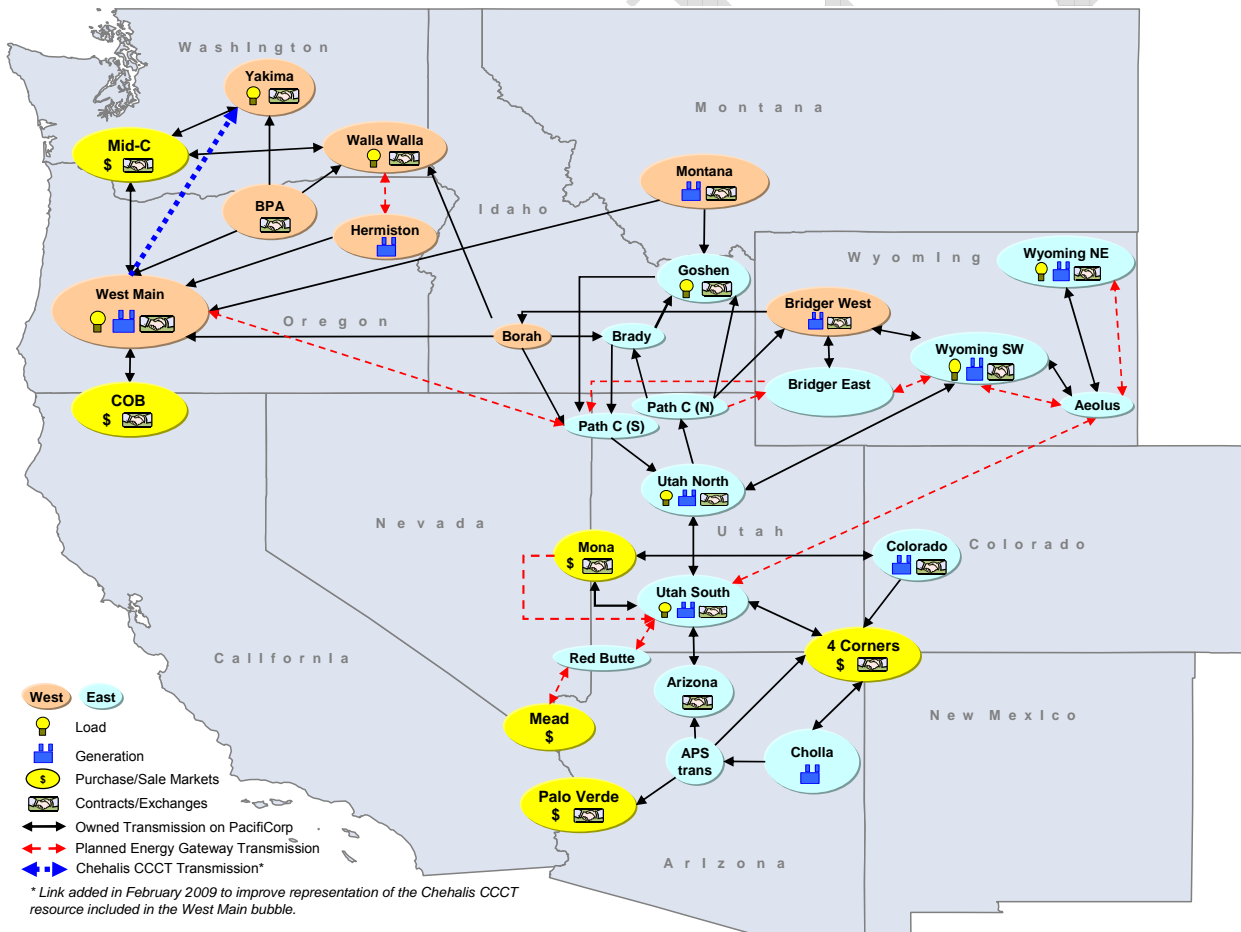 Washington
Yakima
Montana
Mid-C
$
Walla Walla
Montana
BPA
Idaho
Hermiston
Wyoming
Wyoming NE
Goshen
West Main
Oregon
Bridger West
Borah
Brady
Wyoming SW
Bridger East
COB
$
Path C (N)
Aeolus
Path C (S)
Utah North
Nevada
Utah
Mona
$
Colorado
Colorado
Utah South
4 Corners
$
California
Red Butte
Arizona
West
East
New Mexico
Load
Mead
$
Generation
APS
trans
Cholla
$
Purchase/Sale Markets
Palo Verde
$
Contracts/Exchanges
Owned Transmission on PacifiCorp
Planned Energy Gateway Transmission
Arizona
Chehalis CCCT Transmission*
* Link added in February 2009 to improve representation of the Chehalis CCCT
resource included in the West Main bubble.